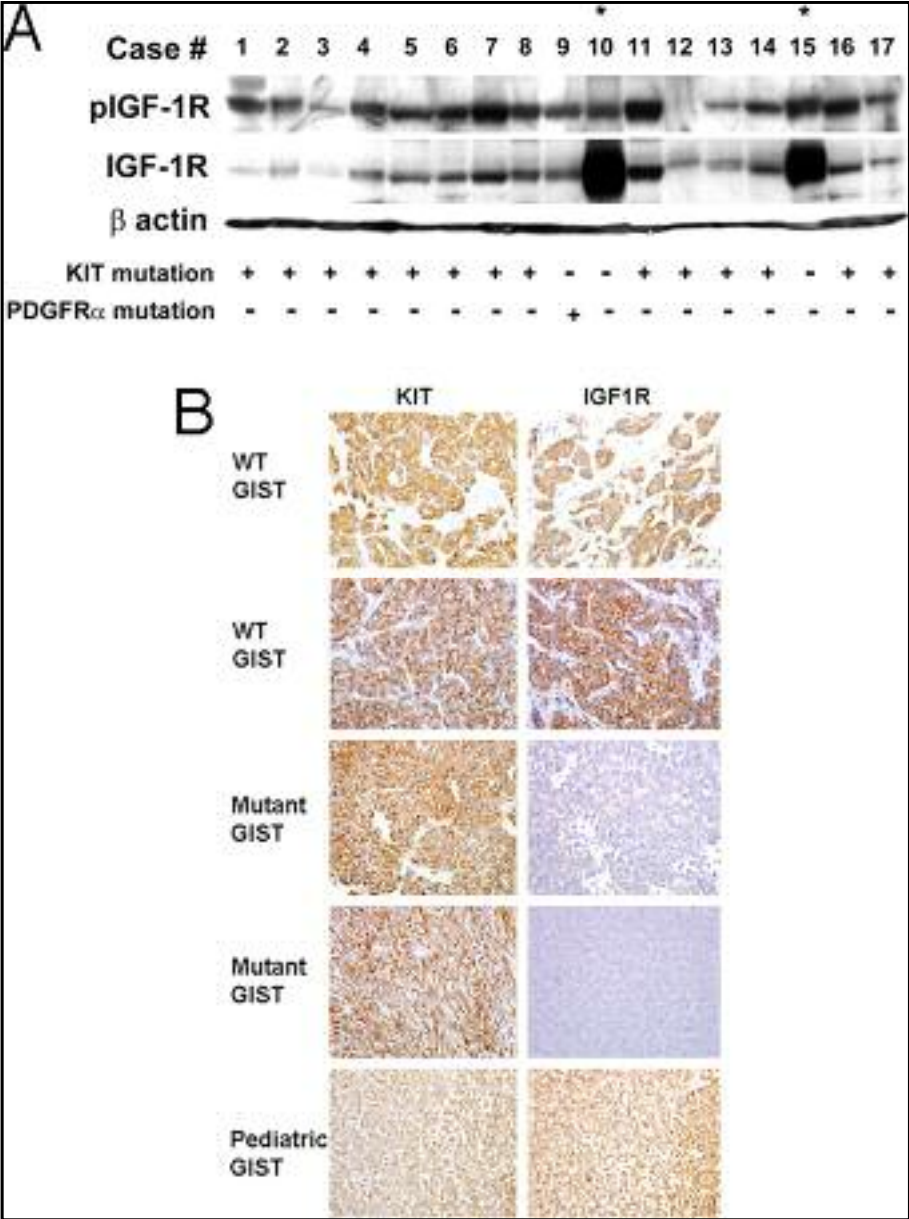 A
* *
Case # 1 2 3 4 5 6 7 8 9 10 11 12 13 14 15 16 17
pIGF-1R
IGF-1R
β actin
KIT mutation + + + + + + + + - - + + + + - + +
PDGFRα mutation - - - - - - - - + - - - - - - - -
B
KIT IGF1R
WT
GIST
WT
GIST
Mutant
GIST
Mutant
GIST
Pediatric
GIST